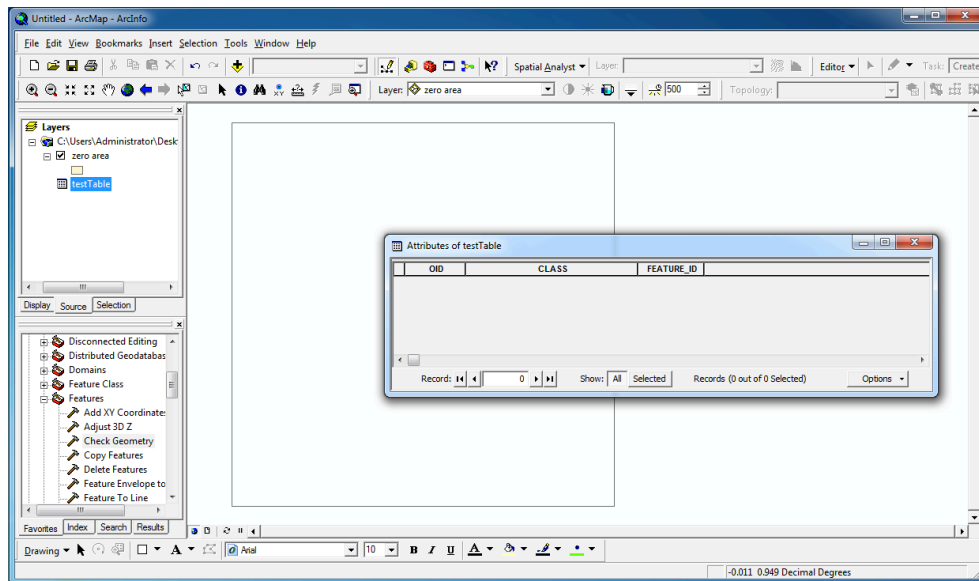 Untitled - ArcMap - ArcInfo
File Edit View Bookmarks Insert Selection Tools Window Help
Spatial Analyst Layer: Editor Task: Create
Layer: zero area 500 Topology:
Layers
C:\Users\Administrator\Desk
zero area
testTable
Display Source Selection
Attributes of testTable
OID CLASS FEATURE_ID
Record: 0 Show: All Selected Records (0 out of 0 Selected) Options
Disconnected Editing
Distributed Geodatabas
Domains
Feature Class
Features
Add XY Coordinate
Adjust 3D Z
Check Geometry
Copy Features
Delete Features
Feature Envelope to
Feature To Line
Favorites Index Search Results
Drawing A Arial 10 B I U A
-0.011 0.949 Decimal Degrees